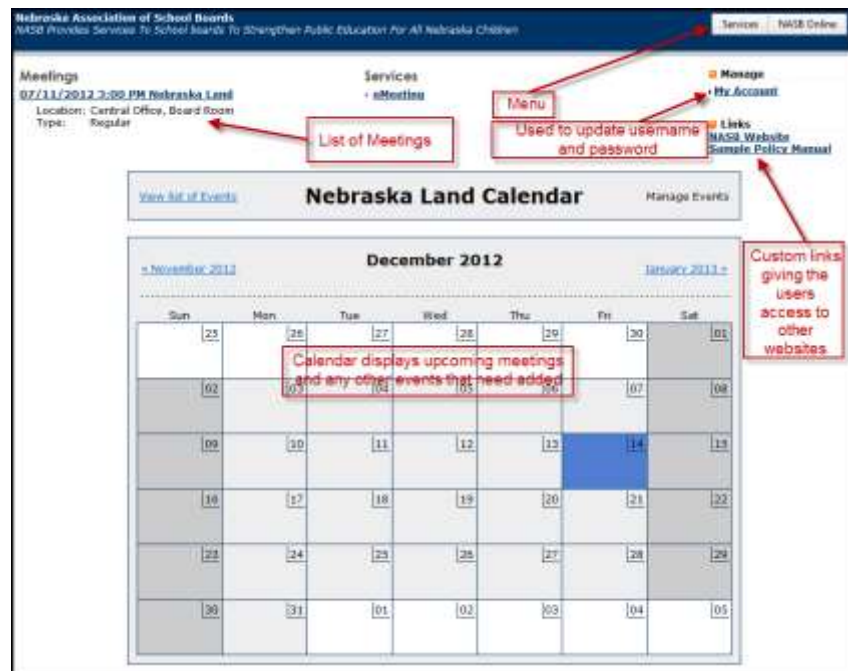 Nebraska Association of School Boards
NASB Provides Services To School boards To Strengthen Public Education For All Nebraska Children
Services NASB Online
Meetings
07/11/2012 3:00 PM Nebraska Land
Location: Central Office, Board Room
Type: Regular
List of Meetings
Services
eMeeting
Menu
Used to update username
and password
Manage
My Account
Links
NASB Website
Sample Policy Manual
Custom links
giving the
users
access to
other
websites
View list of Events
Nebraska Land Calendar
Manage Events
« November 2012
December 2012
January 2013 »
Sun Mon Tue Wed Thu Fri Sat
25 26 27 28 29 30 01
Calendar displays upcoming meetings
and any other events that need added
02 03 04 05 06 07 08
09 10 11 12 13 14 15
16 17 18 19 20 21 22
23 24 25 26 27 28 29
30 31 01 02 03 04 05